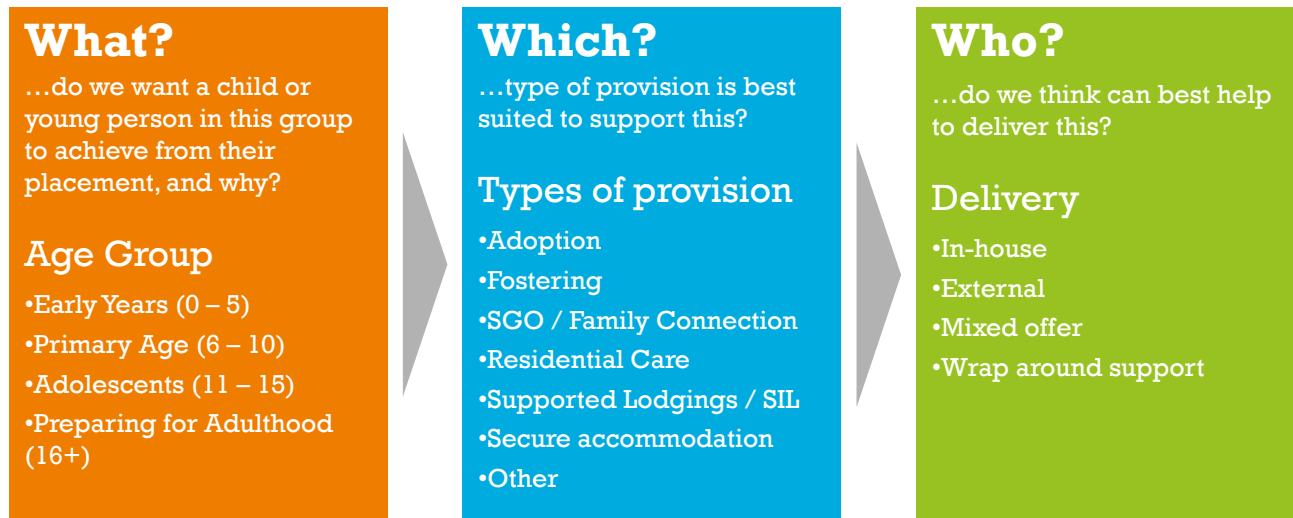 What?
…do we want a child or
young person in this group
to achieve from their
placement, and why?
Age Group
•Early Years (0 – 5)
•Primary Age (6 – 10)
•Adolescents (11 – 15)
•Preparing for Adulthood
(16+)
Which?
…type of provision is best
suited to support this?
Types of provision
•Adoption
•Fostering
•SGO / Family Connection
•Residential Care
•Supported Lodgings / SIL
•Secure accommodation
•Other
Who?
…do we think can best help
to deliver this?
Delivery
•In-house
•External
•Mixed offer
•Wrap around support